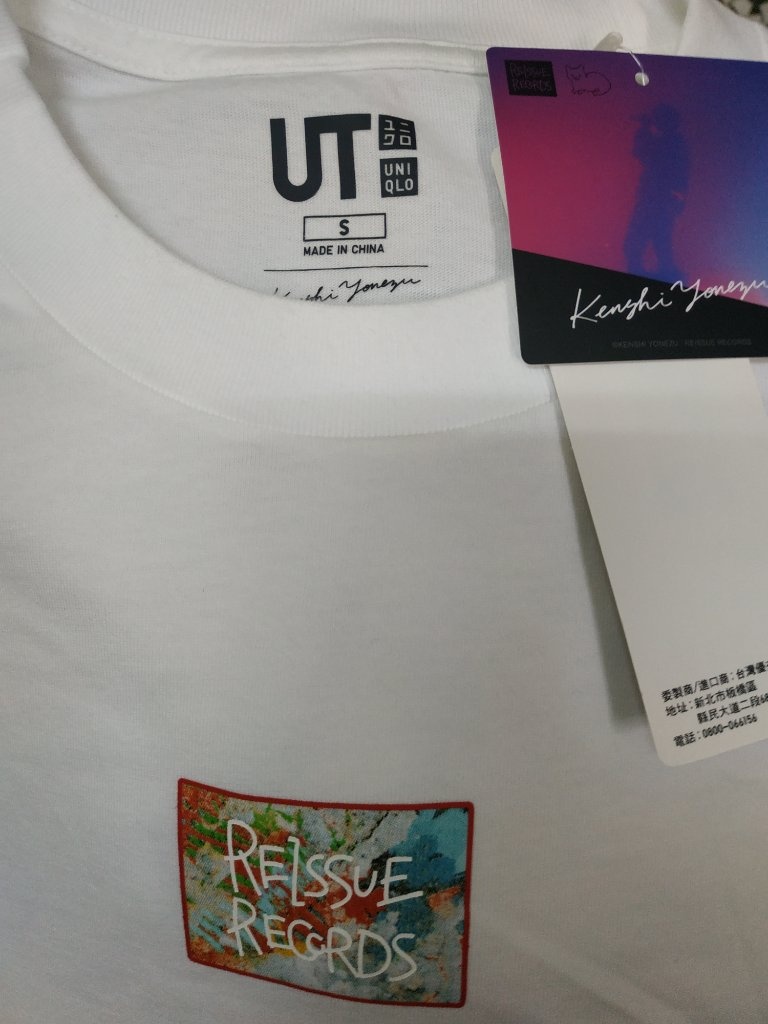 UT
ユニ
クロ
UNI
QLO
S
MADE IN CHINA
Kenshi Yonezu
REISSUE
RECORDS
Kenshi Yonezu
©KENSHI YONEZU REISSUE RECORDS
委製商/進口商:台灣優
地址:新北市板橋區
縣民大道二段68
電話:0800-066156
REISSUE
RECORDS